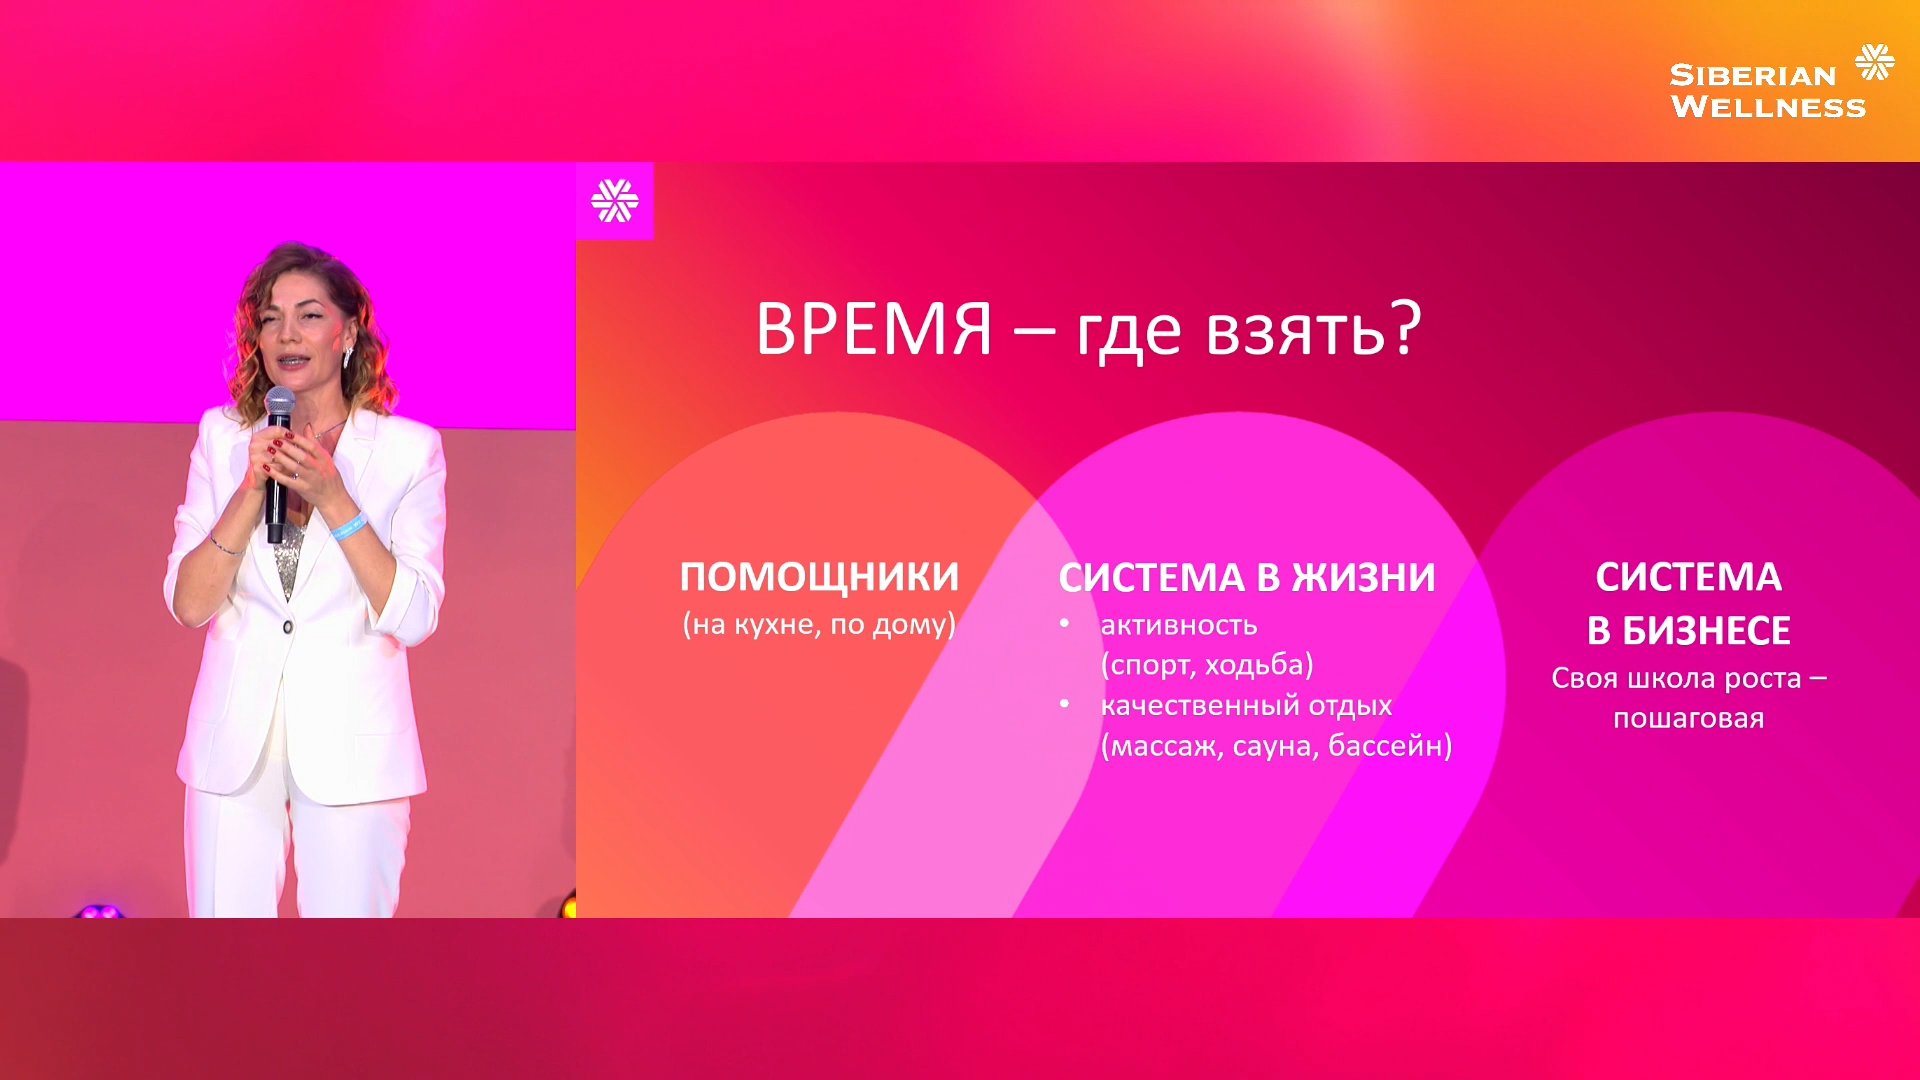 SIBERIAN
WELLNESS
ВРЕМЯ – где взять?
ПОМОЩНИКИ
(на кухне, по дому)
СИСТЕМА В ЖИЗНИ
• активность
(спорт, ходьба)
• качественный отдых
(массаж, сауна, бассейн)
СИСТЕМА
В БИЗНЕСЕ
Своя школа роста –
пошаговая